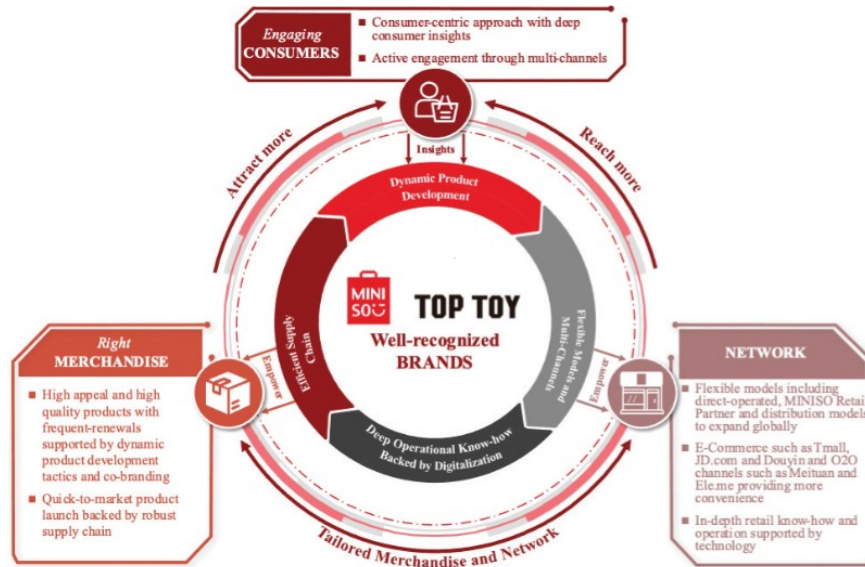 Engaging
CONSUMERS
Consumer-centric approach with deep
consumer insights
Active engagement through multi-channels
Attract more
Reach more
Insights
Dynamic Product
Development
MINI
SO
TOP TOY
Well-recognized
BRANDS
Efficient Supply
Chain
Flexible Models and
Multi-Channels
Deep Operational Know-how
Backed by Digitalization
Empower
Empower
Right
MERCHANDISE
High appeal and high
quality products with
frequent-renewals
supported by dynamic
product development
tactics and co-branding
Quick-to-market product
launch backed by robust
supply chain
NETWORK
Flexible models including
direct-operated, MINISO Retail
Partner and distribution models
to expand globally
E-Commerce such as Tmall,
JD.com and Douyin and O2O
channels such as Meituan and
Ele.me providing more
convenience
In-depth retail know-how and
operation supported by
technology
Tailored Merchandise and Network